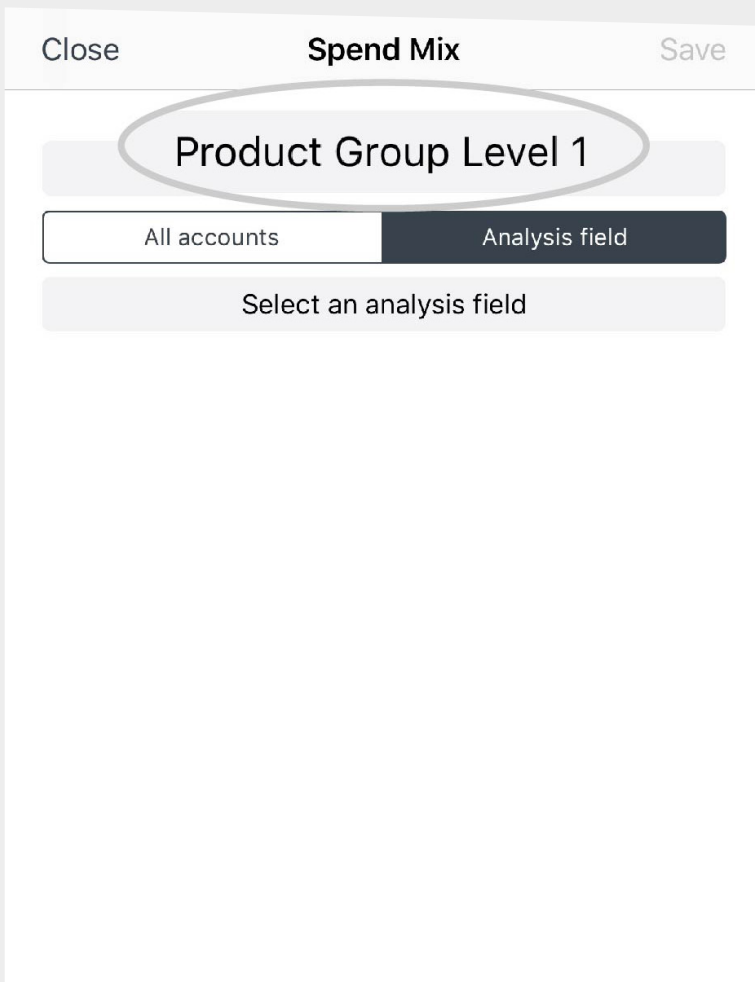 Close Spend Mix Save
Product Group Level 1
All accounts Analysis field
Select an analysis field